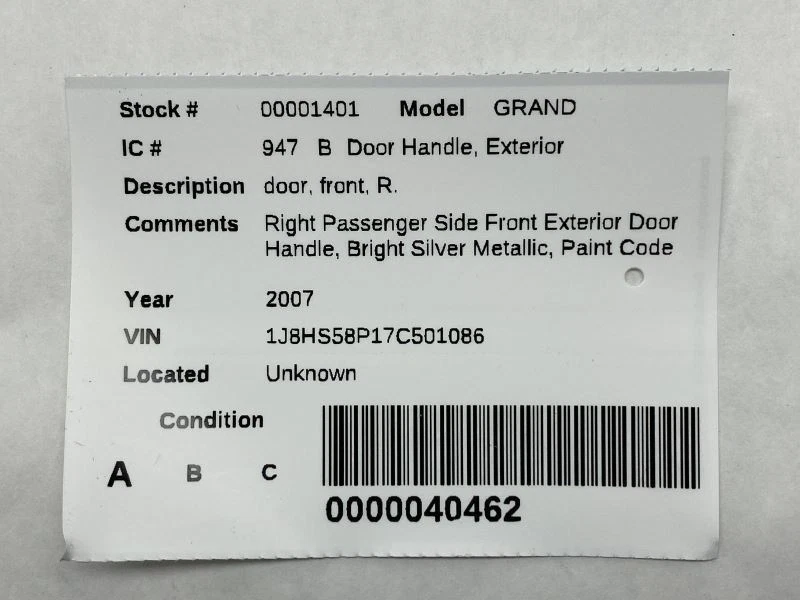 Stock # 00001401 Model GRAND
IC # 947 B Door Handle, Exterior
Description door, front, R.
Comments Right Passenger Side Front Exterior Door
Handle, Bright Silver Metallic, Paint Code
Year 2007
VIN 1J8HS58P17C501086
Located Unknown
Condition
A B C
0000040462